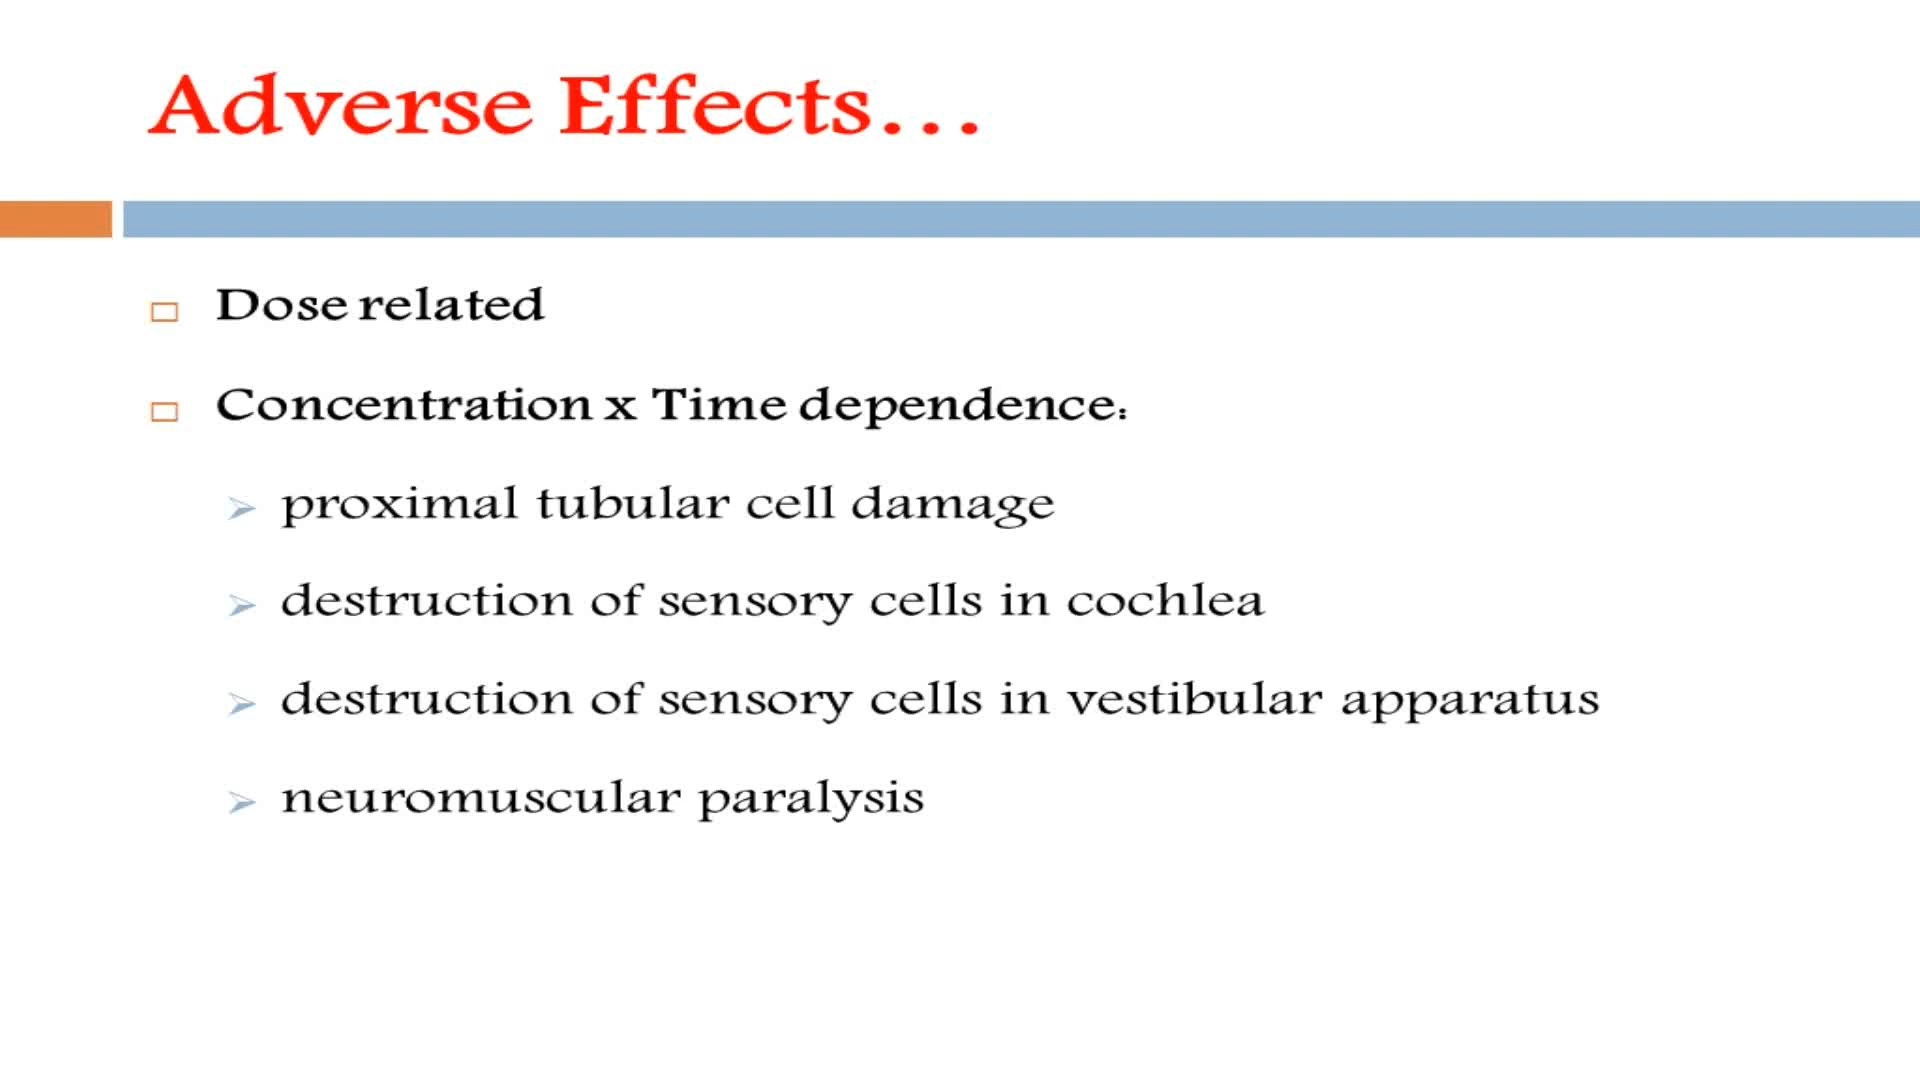 Adverse Effects...
Dose related
Concentration x Time dependence:
proximal tubular cell damage
destruction of sensory cells in cochlea
destruction of sensory cells in vestibular apparatus
neuromuscular paralysis